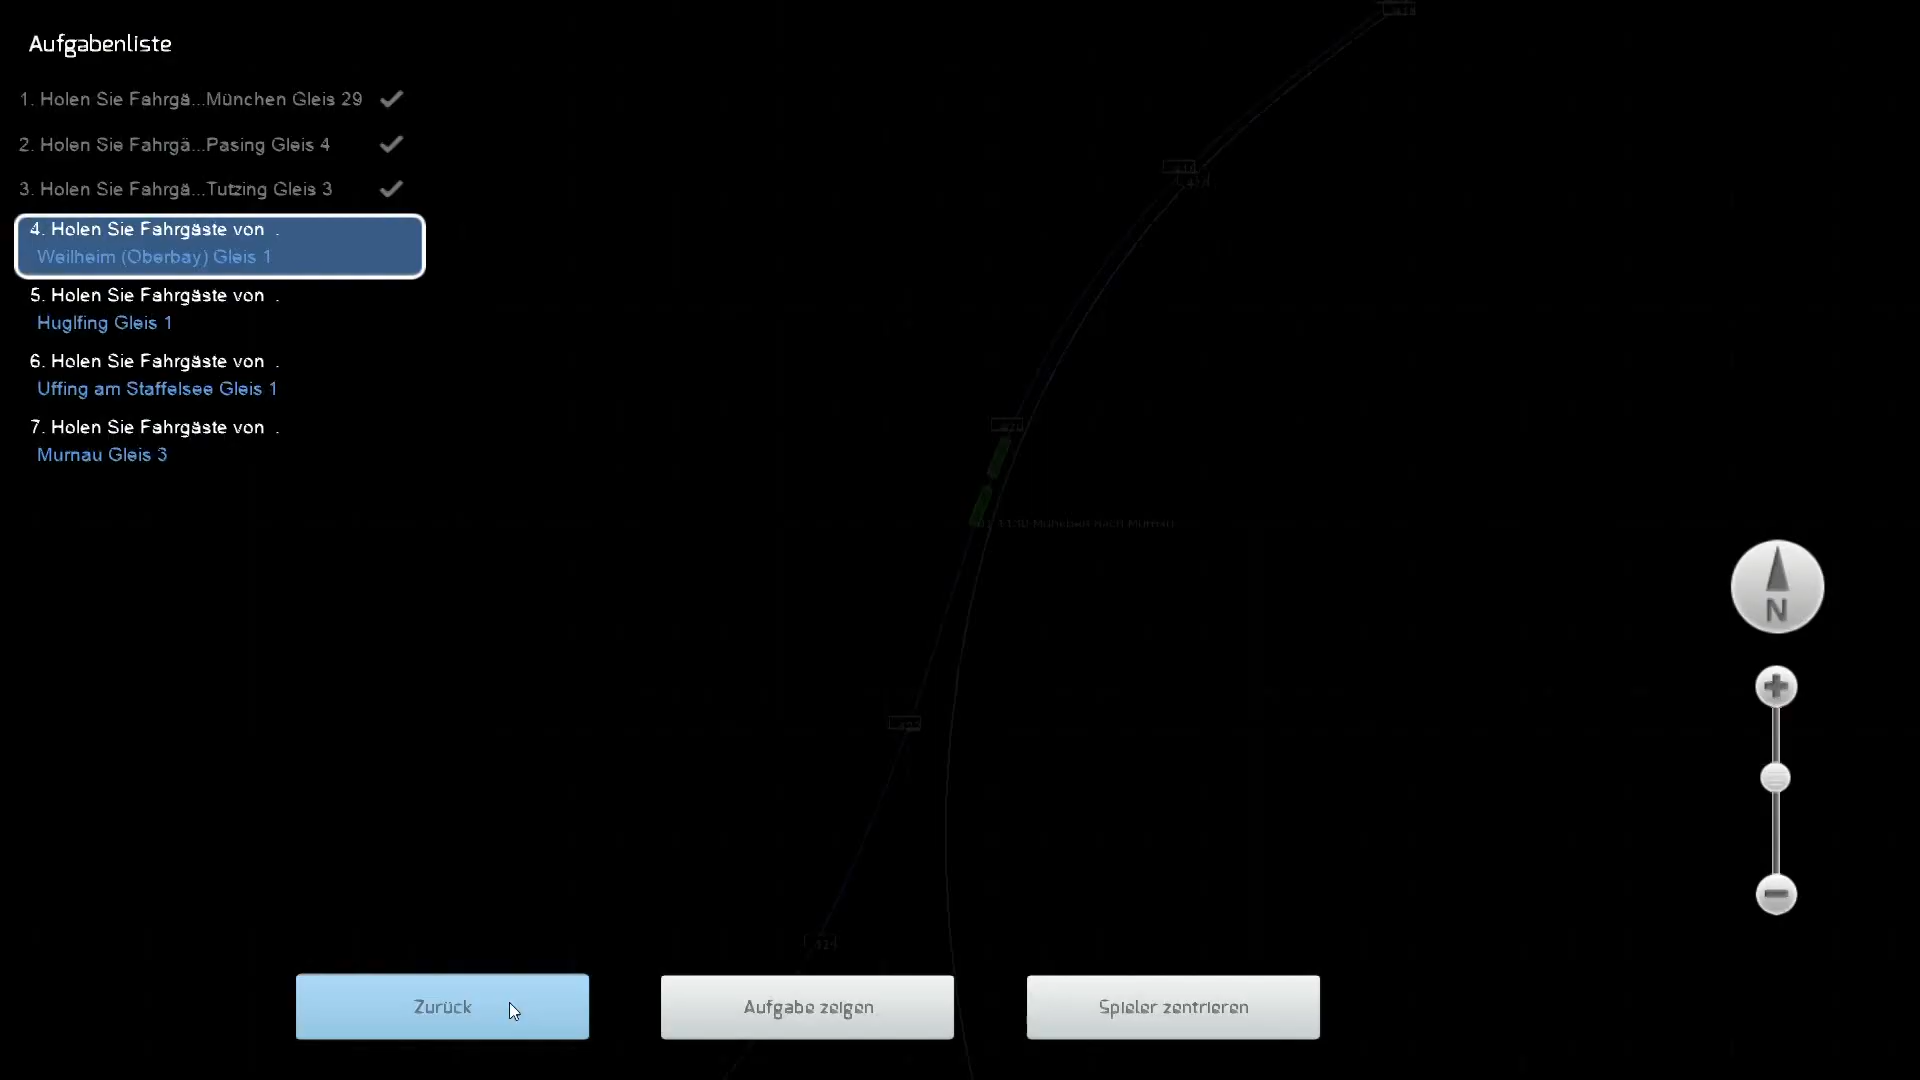 Aufgabenliste
1. Holen Sie Fahrgä...München Gleis 29
2. Holen Sie Fahrgä...Pasing Gleis 4
3. Holen Sie Fahrgä...Tutzing Gleis 3
4. Holen Sie Fahrgäste von .
Weilheim (Oberbay) Gleis 1
5. Holen Sie Fahrgäste von .
Huglfing Gleis 1
6. Holen Sie Fahrgäste von .
Uffing am Staffelsee Gleis 1
7. Holen Sie Fahrgäste von .
Murnau Gleis 3
München nach Murnau
N
Zurück
Aufgabe zeigen
Spieler zentrieren